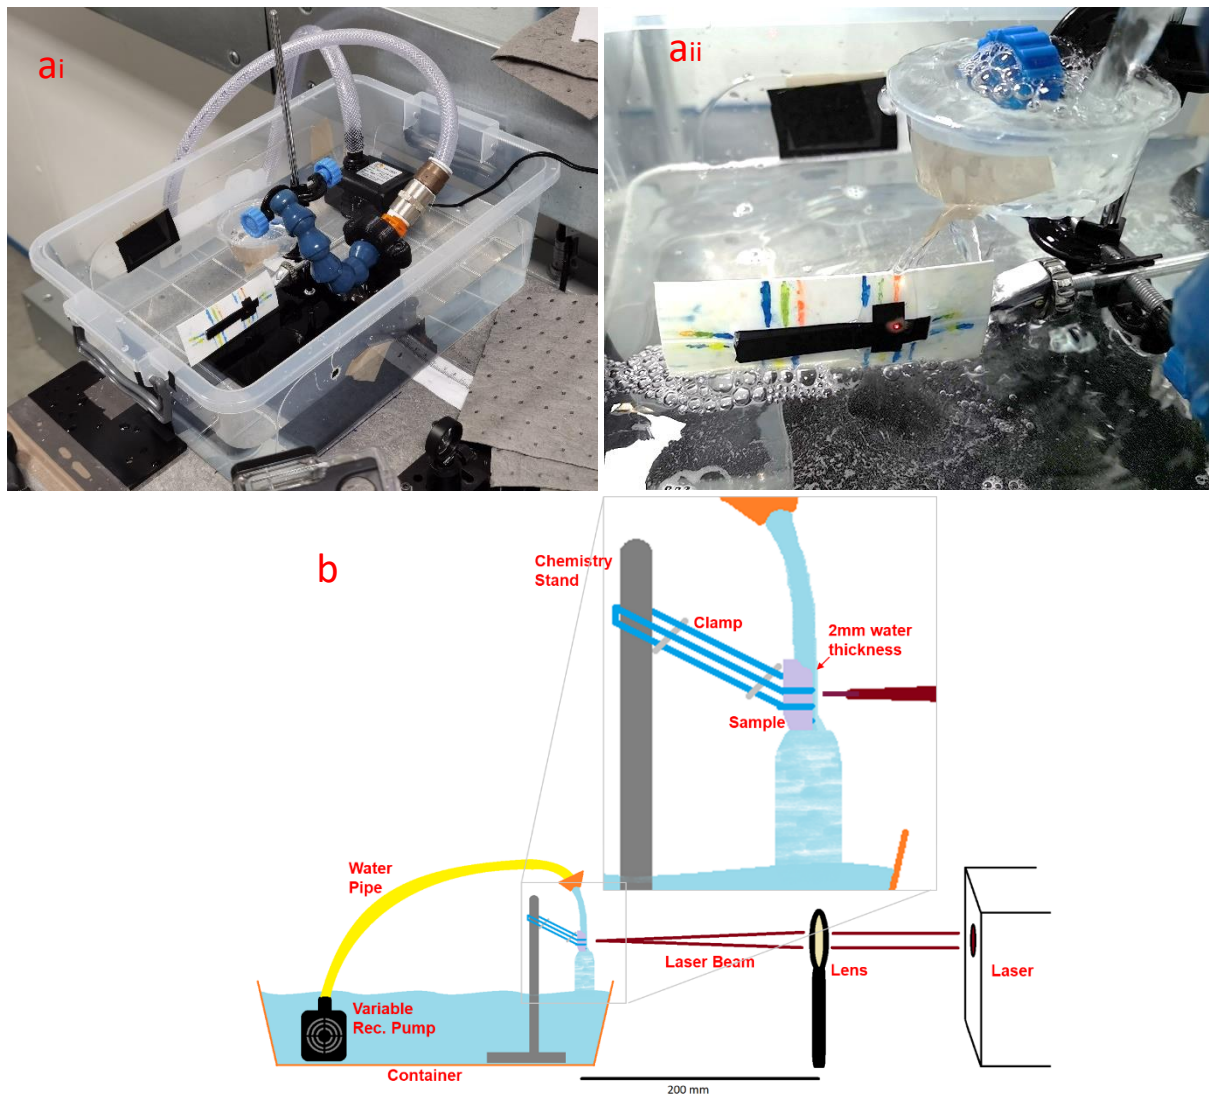 ai
aii
b
Chemistry
Stand
Clamp
2mm water
thickness
Sample
Water
Pipe
Laser Beam
Lens
Laser
Variable
Rec. Pump
Container
200 mm